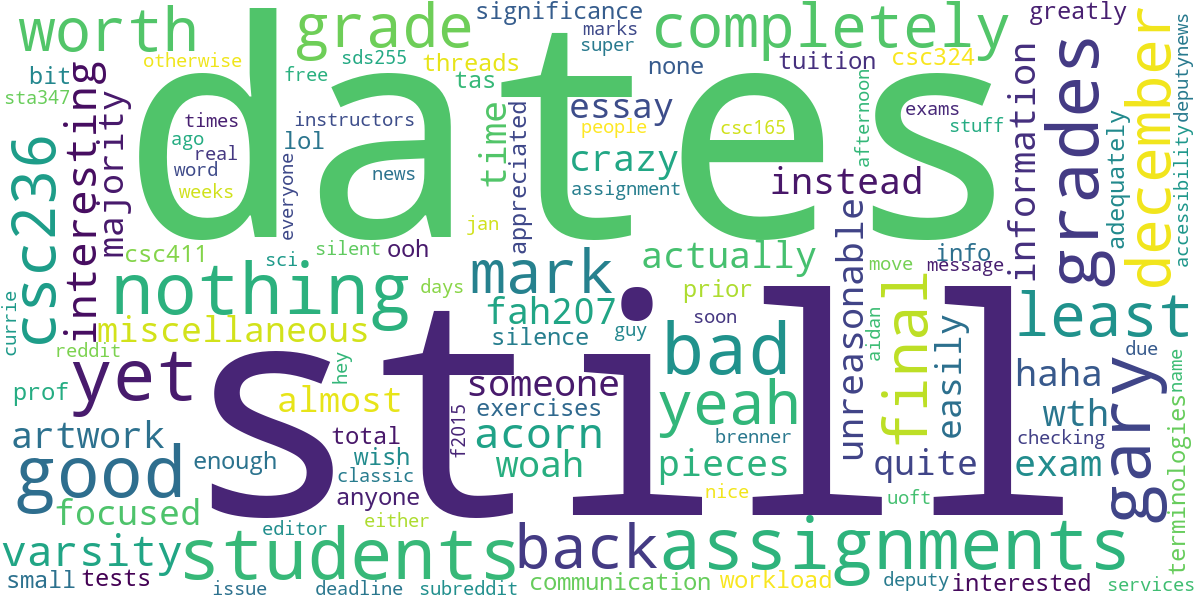 significance
greatly
worth
grade
marks
completely
super
otherwise
sds255
threads
none
tuition
csc324
bit
free
tas
dates
sta347
essay
information
grades
december
deputy
news
times
instructors
people
csc165
exams
stuff
afternoon
ago
lol
time
real
crazy
adequately
accessibility
word
news
weeks
assignment
instead
csc236
interesting
majority
everyone
appreciated
jan
silent
ooh
csc411
sci
actually
info
move
message
nothing
mark
days
prior
fah207
soon
least
currie
miscellaneous
silence
guy
unreasonable
aidan
final
easily
reddit
yet
hey
still
bad
due
prof
someone
haha
gary
name
almost
exercises
yeah
wth
artwork
total
f2015
acorn
brenner
checking
good
enough
wish
woah
pieces
quite
exam
terminologies
classic
anyone
nice
uoft
focused
editor
either
varsity
students
back
assignments
small
tests
communication
workload
deputy
interested
issue
deadline
subreddit
services